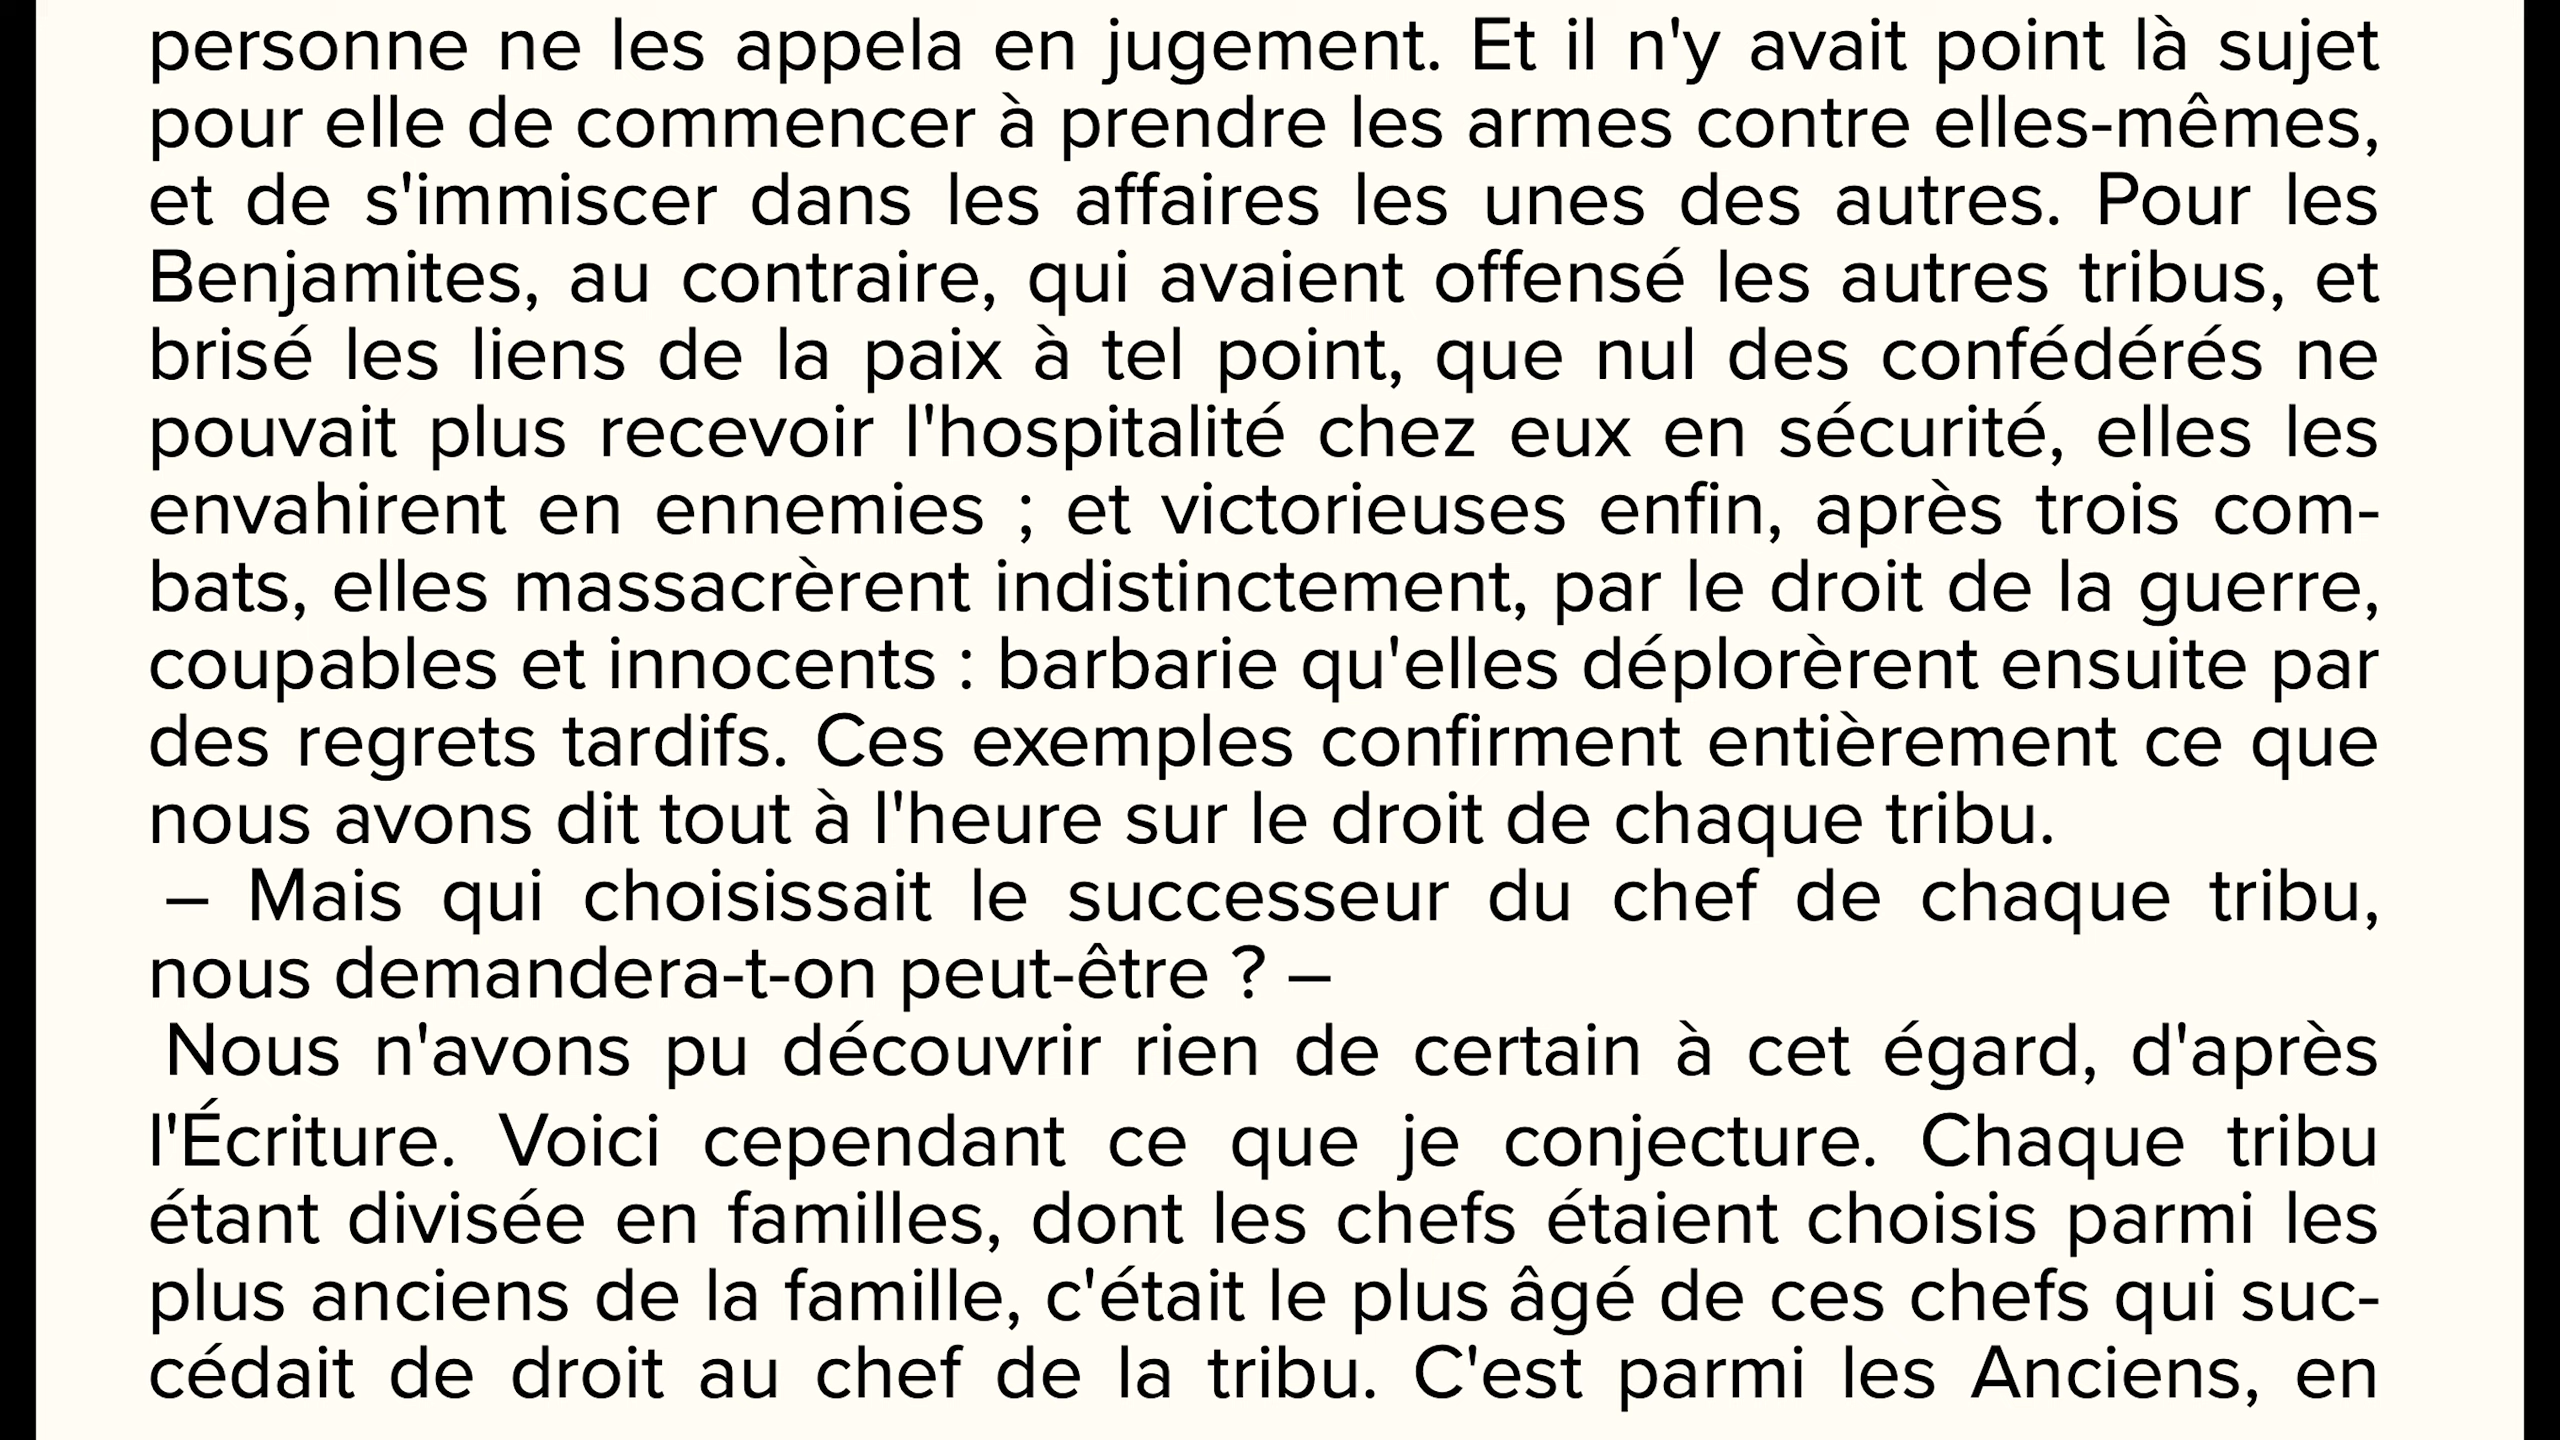 personne ne les appela en jugement. Et il n'y avait point là sujet
pour elle de commencer à prendre les armes contre elles-mêmes,
et de s'immiscer dans les affaires les unes des autres. Pour les
Benjamites, au contraire, qui avaient offensé les autres tribus, et
brisé les liens de la paix à tel point, que nul des confédérés ne
pouvait plus recevoir l'hospitalité chez eux en sécurité, elles les
envahirent en ennemies ; et victorieuses enfin, après trois com-
bats, elles massacrèrent indistinctement, par le droit de la guerre,
coupables et innocents : barbarie qu'elles déplorèrent ensuite par
des regrets tardifs. Ces exemples confirment entièrement ce que
nous avons dit tout à l'heure sur le droit de chaque tribu.
– Mais qui choisissait le successeur du chef de chaque tribu,
nous demandera-t-on peut-être ? –
Nous n'avons pu découvrir rien de certain à cet égard, d'après
l'Écriture. Voici cependant ce que je conjecture. Chaque tribu
étant divisée en familles, dont les chefs étaient choisis parmi les
plus anciens de la famille, c'était le plus âgé de ces chefs qui suc-
cédait de droit au chef de la tribu. C'est parmi les Anciens, en